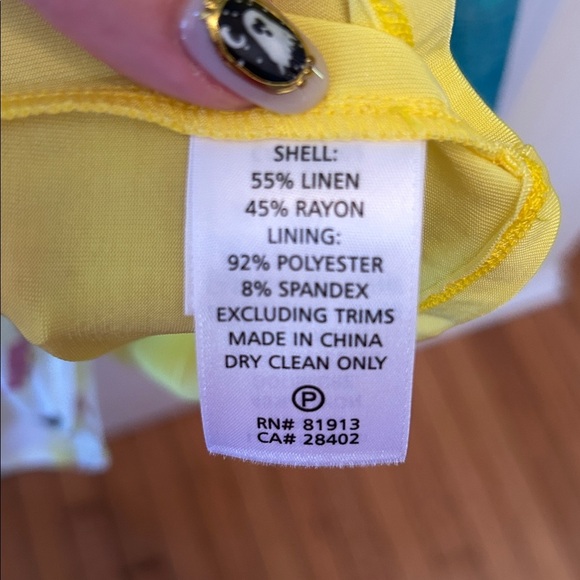 SHELL:
55% LINEN
45% RAYON
LINING:
92% POLYESTER
8% SPANDEX
EXCLUDING TRIMS
MADE IN CHINA
DRY CLEAN ONLY
P
RN# 81913
CA# 28402